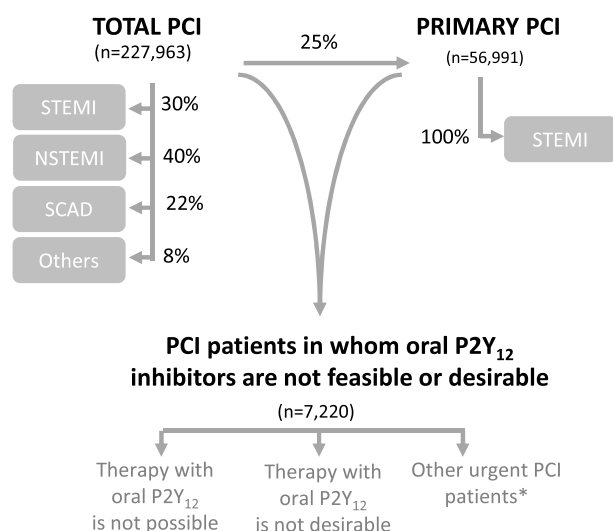 TOTAL PCI
(n=227,963)
25%
PRIMARY PCI
(n=56,991)
STEMI
30%
NSTEMI
40%
SCAD
22%
Others
8%
100%
STEMI
PCI patients in whom oral P2Y₁₂
inhibitors are not feasible or desirable
(n=7,220)
Therapy with
oral P2Y₁₂
is not possible
Therapy with
oral P2Y₁₂
is not desirable
Other urgent PCI
patients*